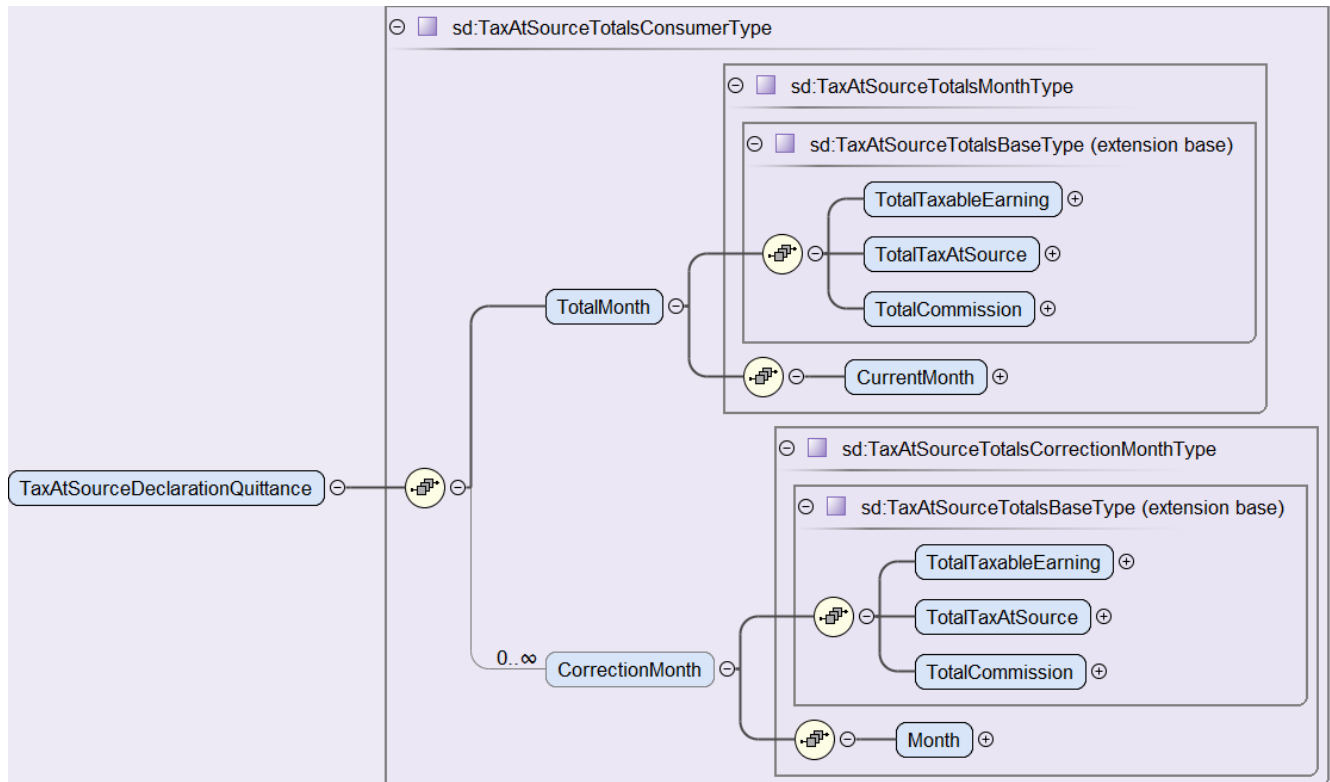 sd:TaxAtSourceTotalsConsumerType
sd:TaxAtSourceTotalsMonthType
sd:TaxAtSourceTotalsBaseType (extension base)
TotalTaxableEarning
TotalTaxAtSource
TotalCommission
TotalMonth
CurrentMonth
sd:TaxAtSourceTotalsCorrectionMonthType
TaxAtSourceDeclarationQuittance
sd:TaxAtSourceTotalsBaseType (extension base)
TotalTaxableEarning
TotalTaxAtSource
0..∞
CorrectionMonth
TotalCommission
Month